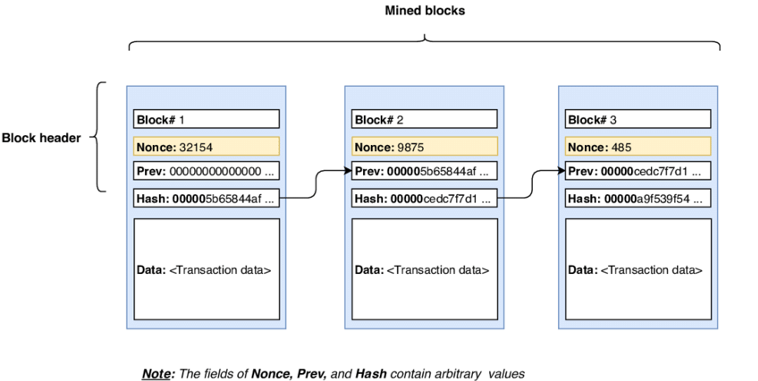 Mined blocks
Block header
Block# 1
Nonce: 32154
Prev: 00000000000000 ...
Hash: 000005b65844af ...
Data: <Transaction data>
Block# 2
Nonce: 9875
Prev: 000005b65844af ...
Hash: 00000cedc7f7d1 ...
Data: <Transaction data>
Block# 3
Nonce: 485
Prev: 00000cedc7f7d1 ...
Hash: 00000a9f539f54 ...
Data: <Transaction data>
Note: The fields of Nonce, Prev, and Hash contain arbitrary values